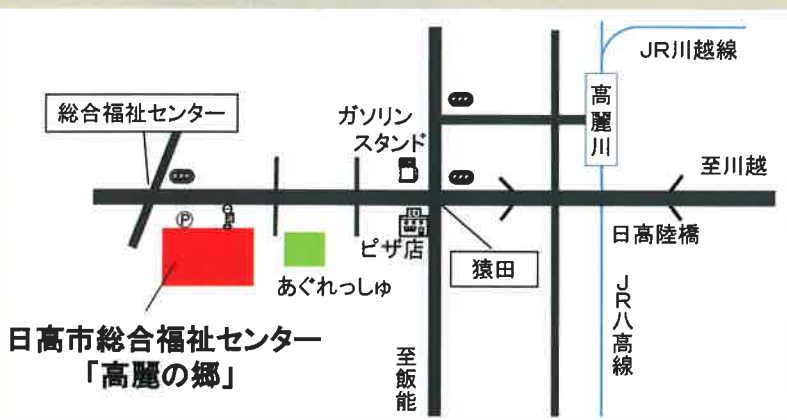 JR川越線
総合福祉センター
ガソリン
スタンド
高麗川
至川越
Ⓟ
ピザ店
猿田
日高陸橋
あぐれっしゅ
JR八高線
日高市総合福祉センター
「高麗の郷」
至飯能